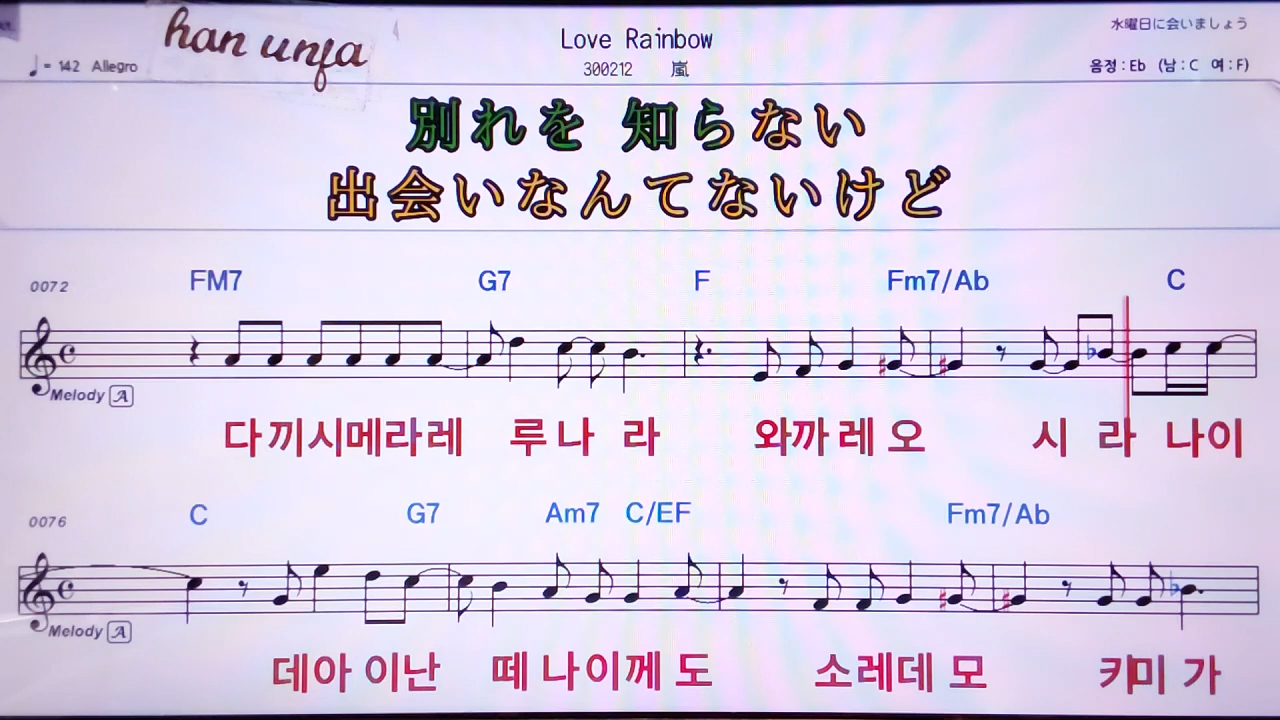 han unfa
Love Rainbow
水曜日に会いましょう
♩= 142 Allegro
300212 嵐
음정:Eb (남:C 여:F)
別れを 知らない
出会いなんてないけど
0072 FM7 G7 F Fm7/Ab C
Melody A
다끼시메라레 루나 라 와까레 오 시 라 나이
0076 C G7 Am7 C/EF Fm7/Ab
Melody A
데아 이난 떼 나이께 도 소레데 모 키미 가